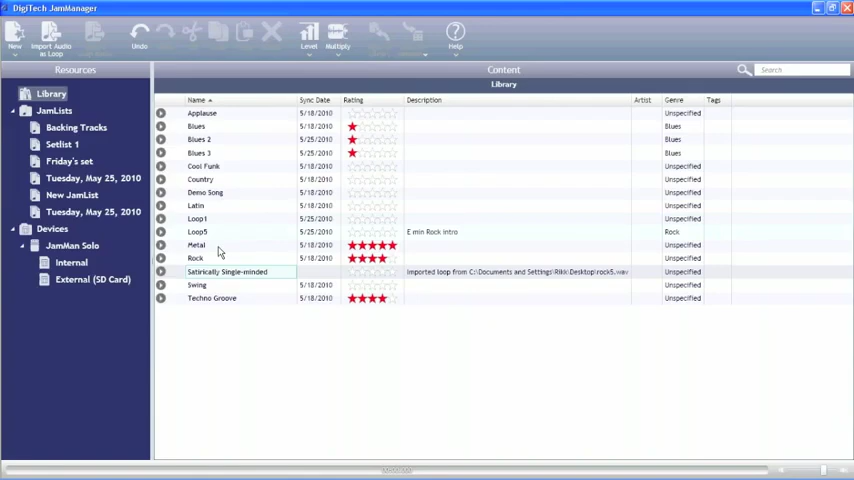 DigiTech JamManager
New
Import Audio
as Loop
Undo
Level
Multiply
Help
Resources
Content
Search
Library
Library
JamLists
Backing Tracks
Setlist 1
Friday's set
Tuesday, May 25, 2010
New JamList
Tuesday, May 25, 2010
Devices
JamMan Solo
Internal
External (SD Card)
Name Sync Date Rating Description Artist Genre Tags
Applause 5/18/2010 Unspecified
Blues 5/18/2010 Blues
Blues 2 5/25/2010 Blues
Blues 3 5/25/2010 Blues
Cool Funk 5/18/2010 Unspecified
Country 5/18/2010 Unspecified
Demo Song 5/25/2010 Unspecified
Latin 5/18/2010 Unspecified
Loop1 5/25/2010 Unspecified
Loop5 5/25/2010 E min Rock intro Rock
Metal 5/18/2010 Unspecified
Rock 5/18/2010 Unspecified
Satirically Single-minded Imported loop from C:\Documents and Settings\Rikk\Desktop\rock5.wav Unspecified
Swing 5/18/2010 Unspecified
Techno Groove 5/18/2010 Unspecified